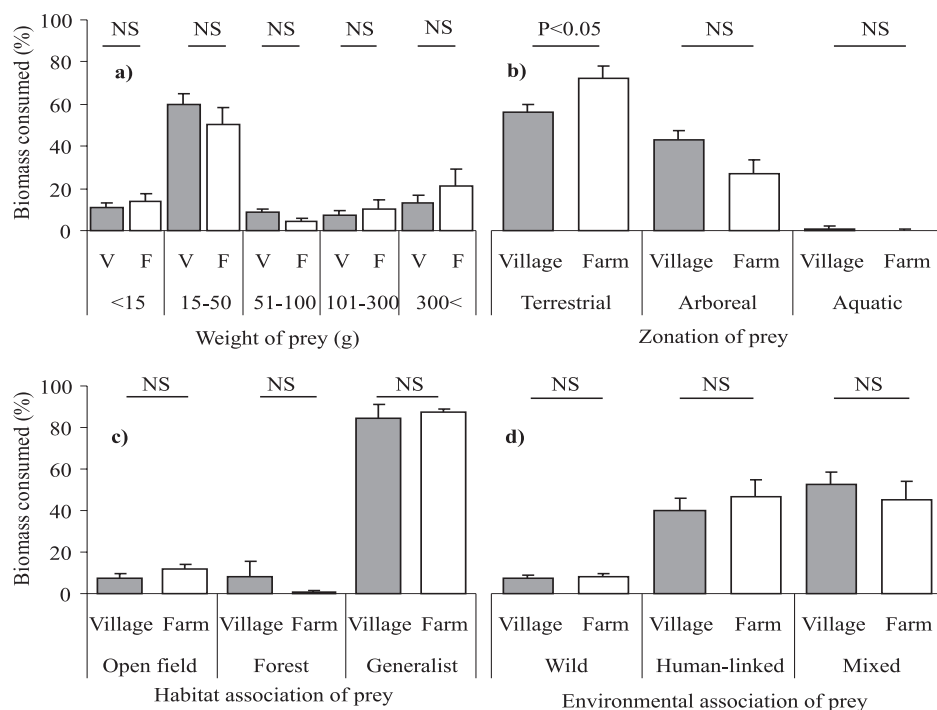 NS NS NS NS NS P<0.05 NS NS
100
80
60
40
20
0
Biomass consumed (%)
a)
b)
V F V F V F V F V F Village Farm Village Farm Village Farm
<15 15-50 51-100 101-300 300< Terrestrial Arboreal Aquatic
Weight of prey (g) Zonation of prey
NS NS NS NS NS NS
100
80
60
40
20
0
Biomass consumed (%)
c)
d)
Village Farm Village Farm Village Farm Village Farm Village Farm Village Farm
Open field Forest Generalist Wild Human-linked Mixed
Habitat association of prey Environmental association of prey